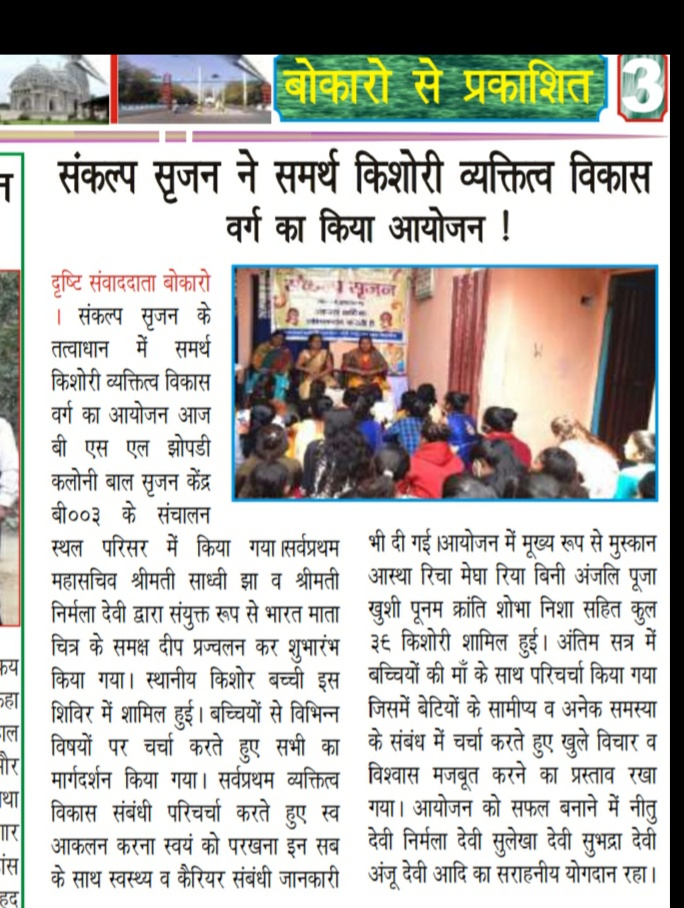 बोकारो से प्रकाशित
3
संकल्प सृजन ने समर्थ किशोरी व्यक्तित्व विकास
वर्ग का किया आयोजन !
दृष्टि संवाददाता बोकारो
। संकल्प सृजन के
तत्वाधान में समर्थ
किशोरी व्यक्तित्व विकास
वर्ग का आयोजन आज
बी एस एल झोपडी
कलोनी बाल सृजन केंद्र
बी००३ के संचालन
स्थल परिसर में किया गया।सर्वप्रथम
महासचिव श्रीमती साध्वी झा व श्रीमती
निर्मला देवी द्वारा संयुक्त रूप से भारत माता
चित्र के समक्ष दीप प्रज्वलन कर शुभारंभ
किया गया। स्थानीय किशोर बच्ची इस
शिविर में शामिल हुई। बच्चियों से विभिन्न
विषयों पर चर्चा करते हुए सभी का
मार्गदर्शन किया गया। सर्वप्रथम व्यक्तित्व
विकास संबंधी परिचर्चा करते हुए स्व
आकलन करना स्वयं को परखना इन सब
के साथ स्वस्थ्य व कैरियर संबंधी जानकारी
संकल्प सृजन
भी दी गई।आयोजन में मूख्य रूप से मुस्कान
आस्था रिचा मेघा रिया बिनी अंजलि पूजा
खुशी पूनम क्रांति शोभा निशा सहित कुल
३९ किशोरी शामिल हुई। अंतिम सत्र में
बच्चियों की माँ के साथ परिचर्चा किया गया
जिसमें बेटियों के सामीप्य व अनेक समस्या
के संबंध में चर्चा करते हुए खुले विचार व
विश्वास मजबूत करने का प्रस्ताव रखा
गया। आयोजन को सफल बनाने में नीतु
देवी निर्मला देवी सुलेखा देवी सुभद्रा देवी
अंजू देवी आदि का सराहनीय योगदान रहा।